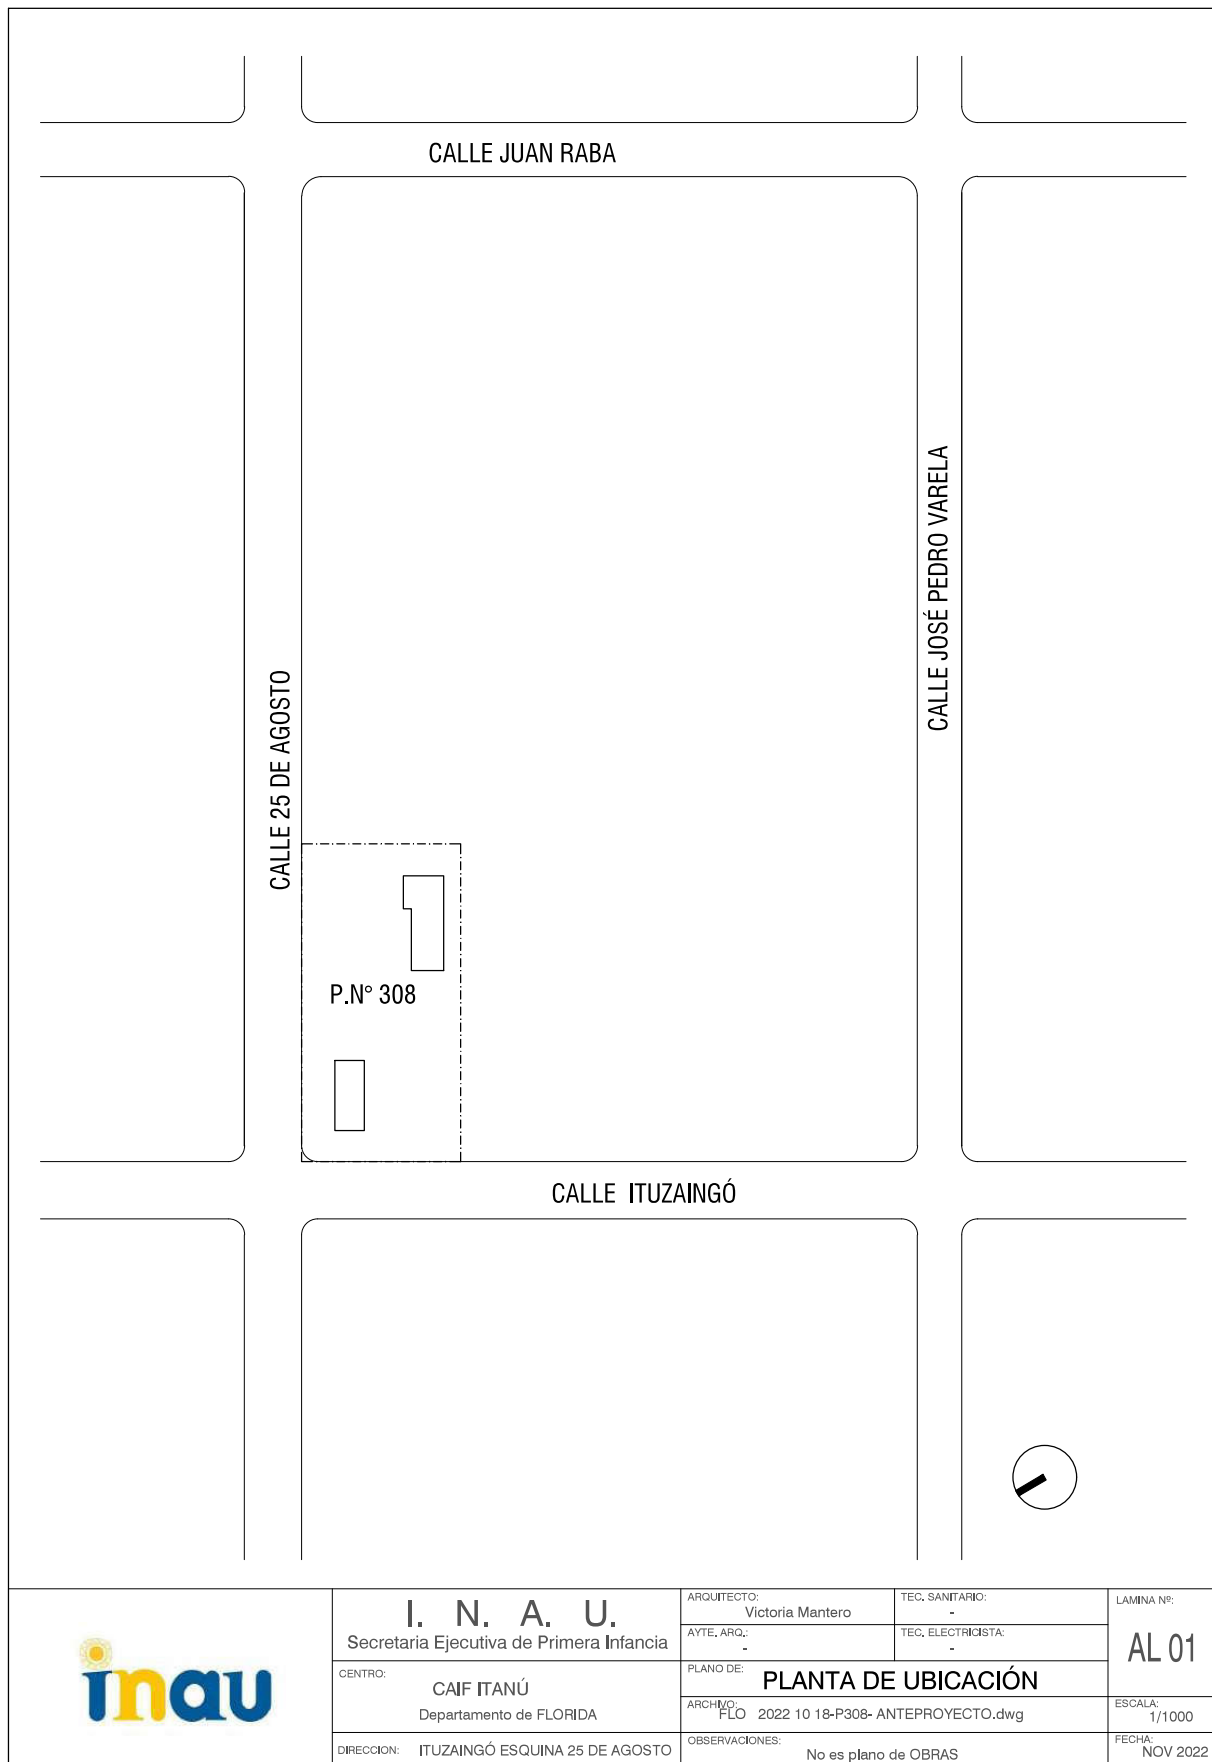 CALLE JUAN RABA
CALLE JOSÉ PEDRO VARELA
CALLE 25 DE AGOSTO
P.N° 308
CALLE ITUZAINGÓ
inau
I. N. A. U.
Secretaria Ejecutiva de Primera Infancia
CENTRO:
CAIF ITANÚ
Departamento de FLORIDA
DIRECCION: ITUZAINGÓ ESQUINA 25 DE AGOSTO
ARQUITECTO:
Victoria Mantero
TEC. SANITARIO:
-
AYTE. ARQ.:
-
TEC. ELECTRICISTA:
-
PLANO DE: PLANTA DE UBICACIÓN
ARCHIVO: FLO 2022 10 18-P308- ANTEPROYECTO.dwg
OBSERVACIONES:
No es plano de OBRAS
LAMINA Nº:
AL 01
ESCALA:
1/1000
FECHA:
NOV 2022